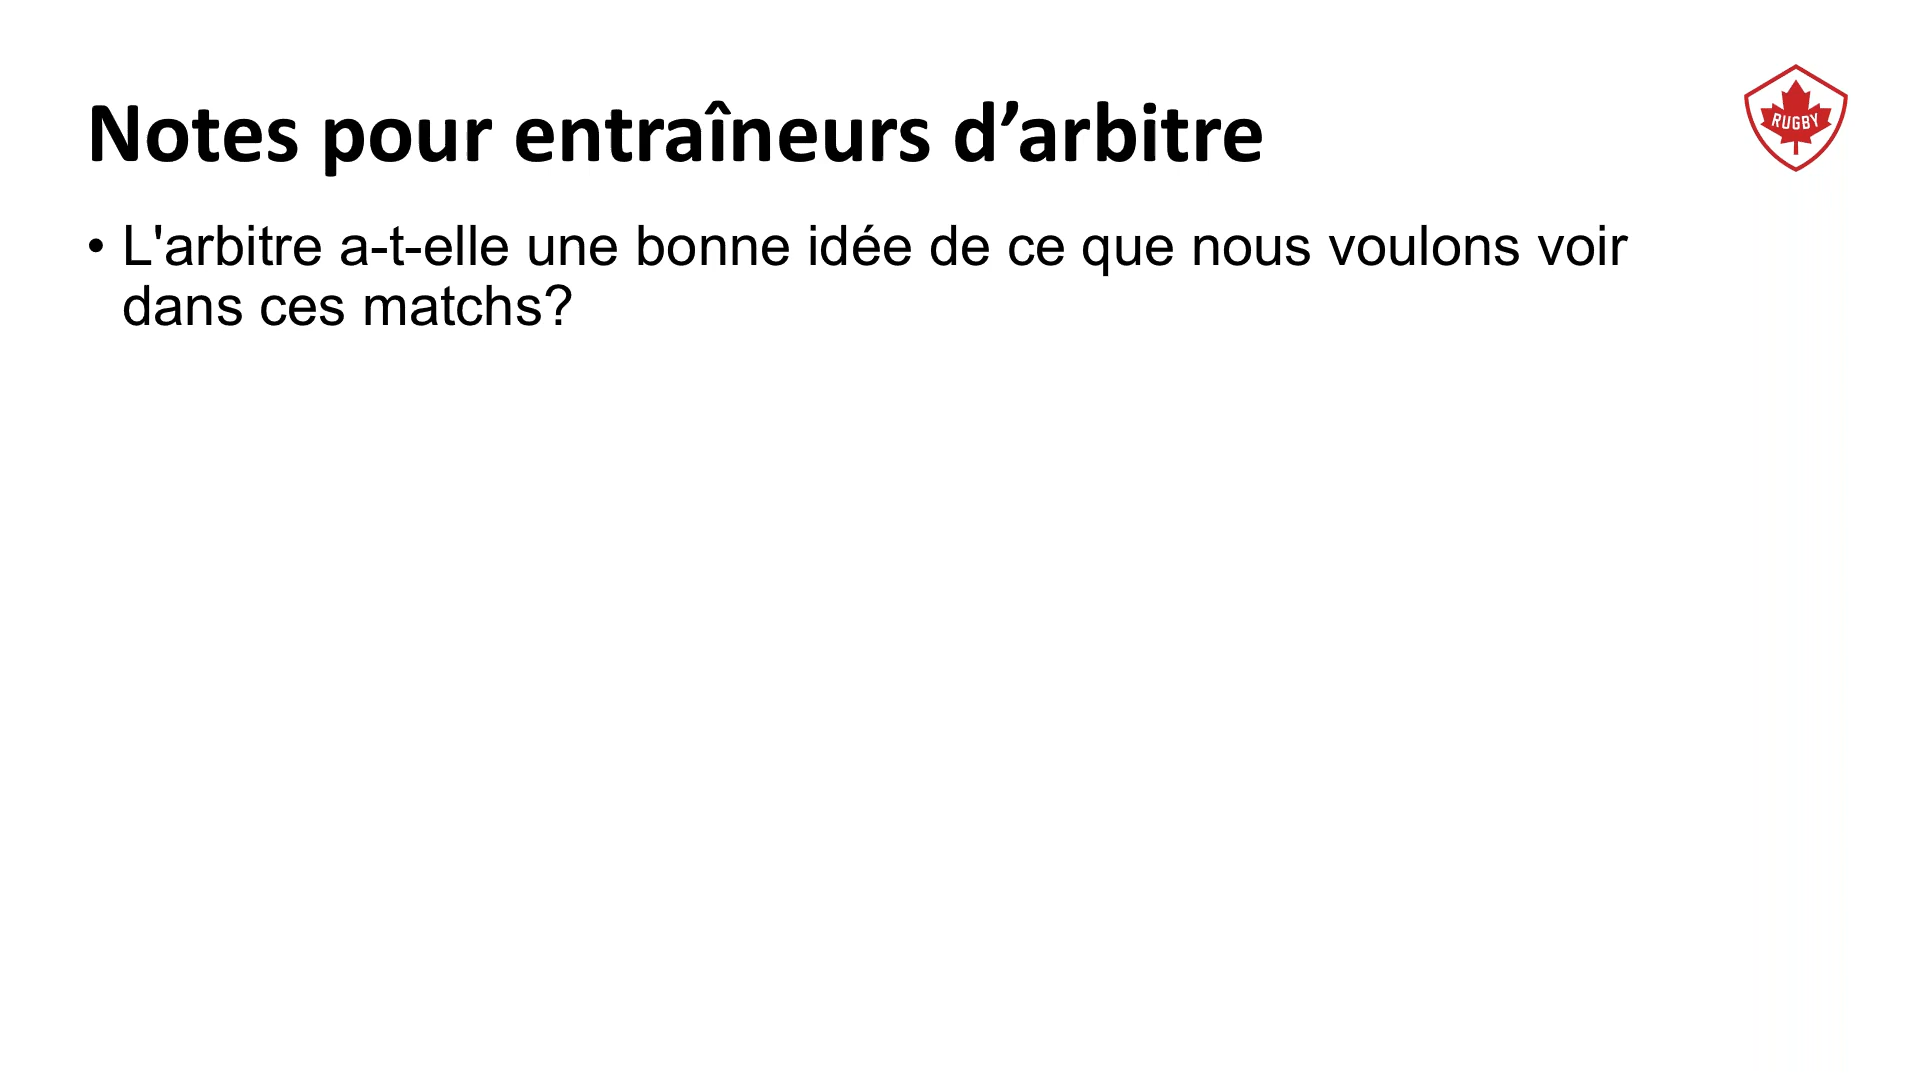 Notes pour entraîneurs d’arbitre
RUGBY
• L'arbitre a-t-elle une bonne idée de ce que nous voulons voir
dans ces matchs?